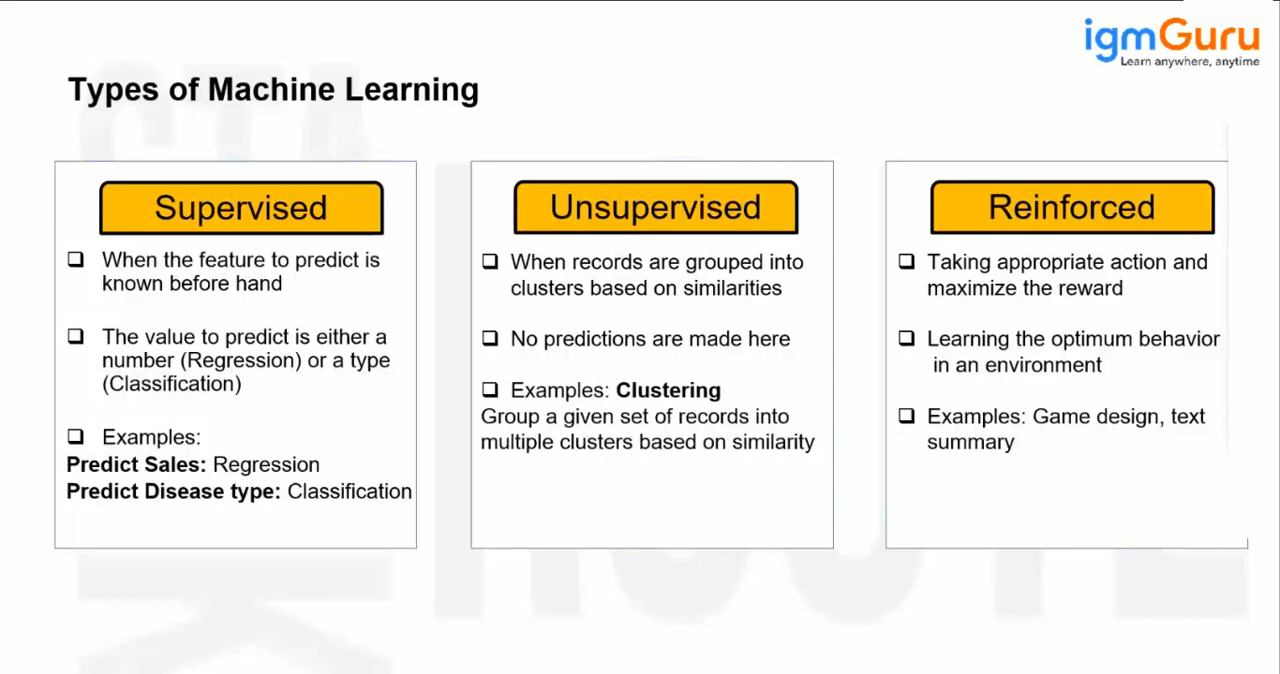 igmGuru
Learn anywhere, anytime
Types of Machine Learning
Supervised
❑ When the feature to predict is
known before hand
❑ The value to predict is either a
number (Regression) or a type
(Classification)
❑ Examples:
Predict Sales: Regression
Predict Disease type: Classification
Unsupervised
❑ When records are grouped into
clusters based on similarities
❑ No predictions are made here
❑ Examples: Clustering
Group a given set of records into
multiple clusters based on similarity
Reinforced
❑ Taking appropriate action and
maximize the reward
❑ Learning the optimum behavior
in an environment
❑ Examples: Game design, text
summary